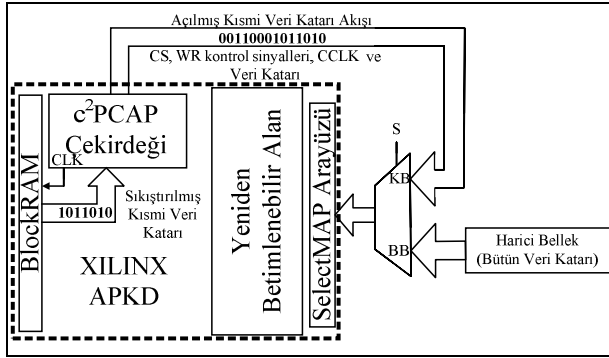 Açılmış Kısmi Veri Katarı Akışı
00110001011010
CS, WR kontrol sinyalleri, CCLK ve
Veri Katarı
BlockRAM
c²PCAP
Çekirdeği
CLK
1011010
Sıkıştırılmış
Kısmi Veri
Katarı
XILINX
APKD
Yeniden
Betimlenebilir Alan
SelectMAP Arayüzü
S
KB
BB
Harici Bellek
(Bütün Veri Katarı)